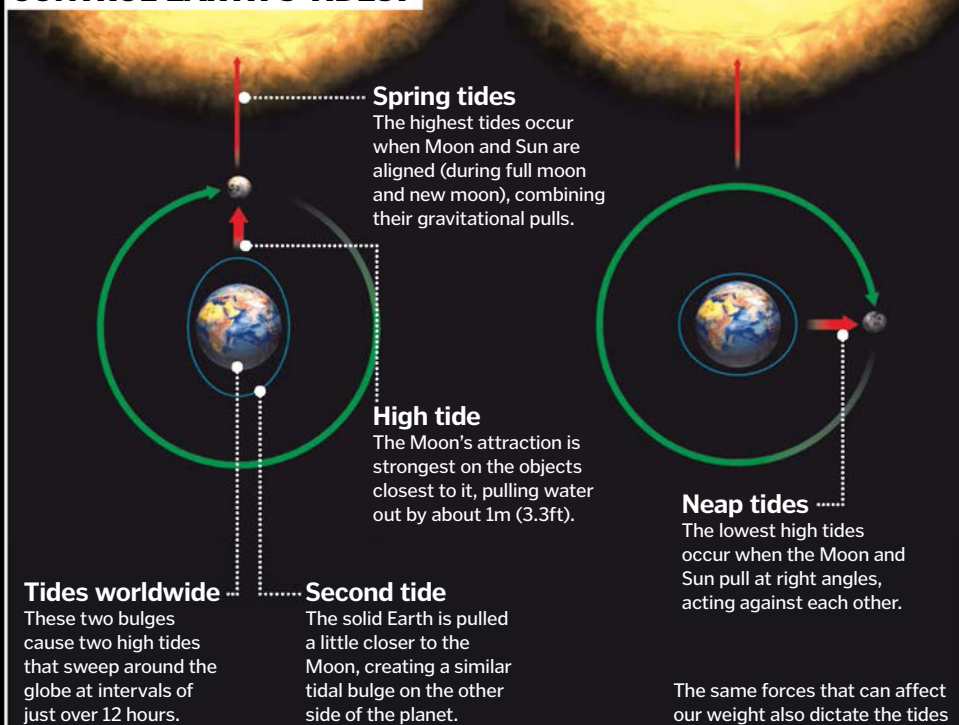 CONTROL EARTH'S TIDES?
Spring tides
The highest tides occur
when Moon and Sun are
aligned (during full moon
and new moon), combining
their gravitational pulls.
High tide
The Moon's attraction is
strongest on the objects
closest to it, pulling water
out by about 1m (3.3ft).
Neap tides
The lowest high tides
occur when the Moon and
Sun pull at right angles,
acting against each other.
Tides worldwide
These two bulges
cause two high tides
that sweep around the
globe at intervals of
just over 12 hours.
Second tide
The solid Earth is pulled
a little closer to the
Moon, creating a similar
tidal bulge on the other
side of the planet.
The same forces that can affect
our weight also dictate the tides